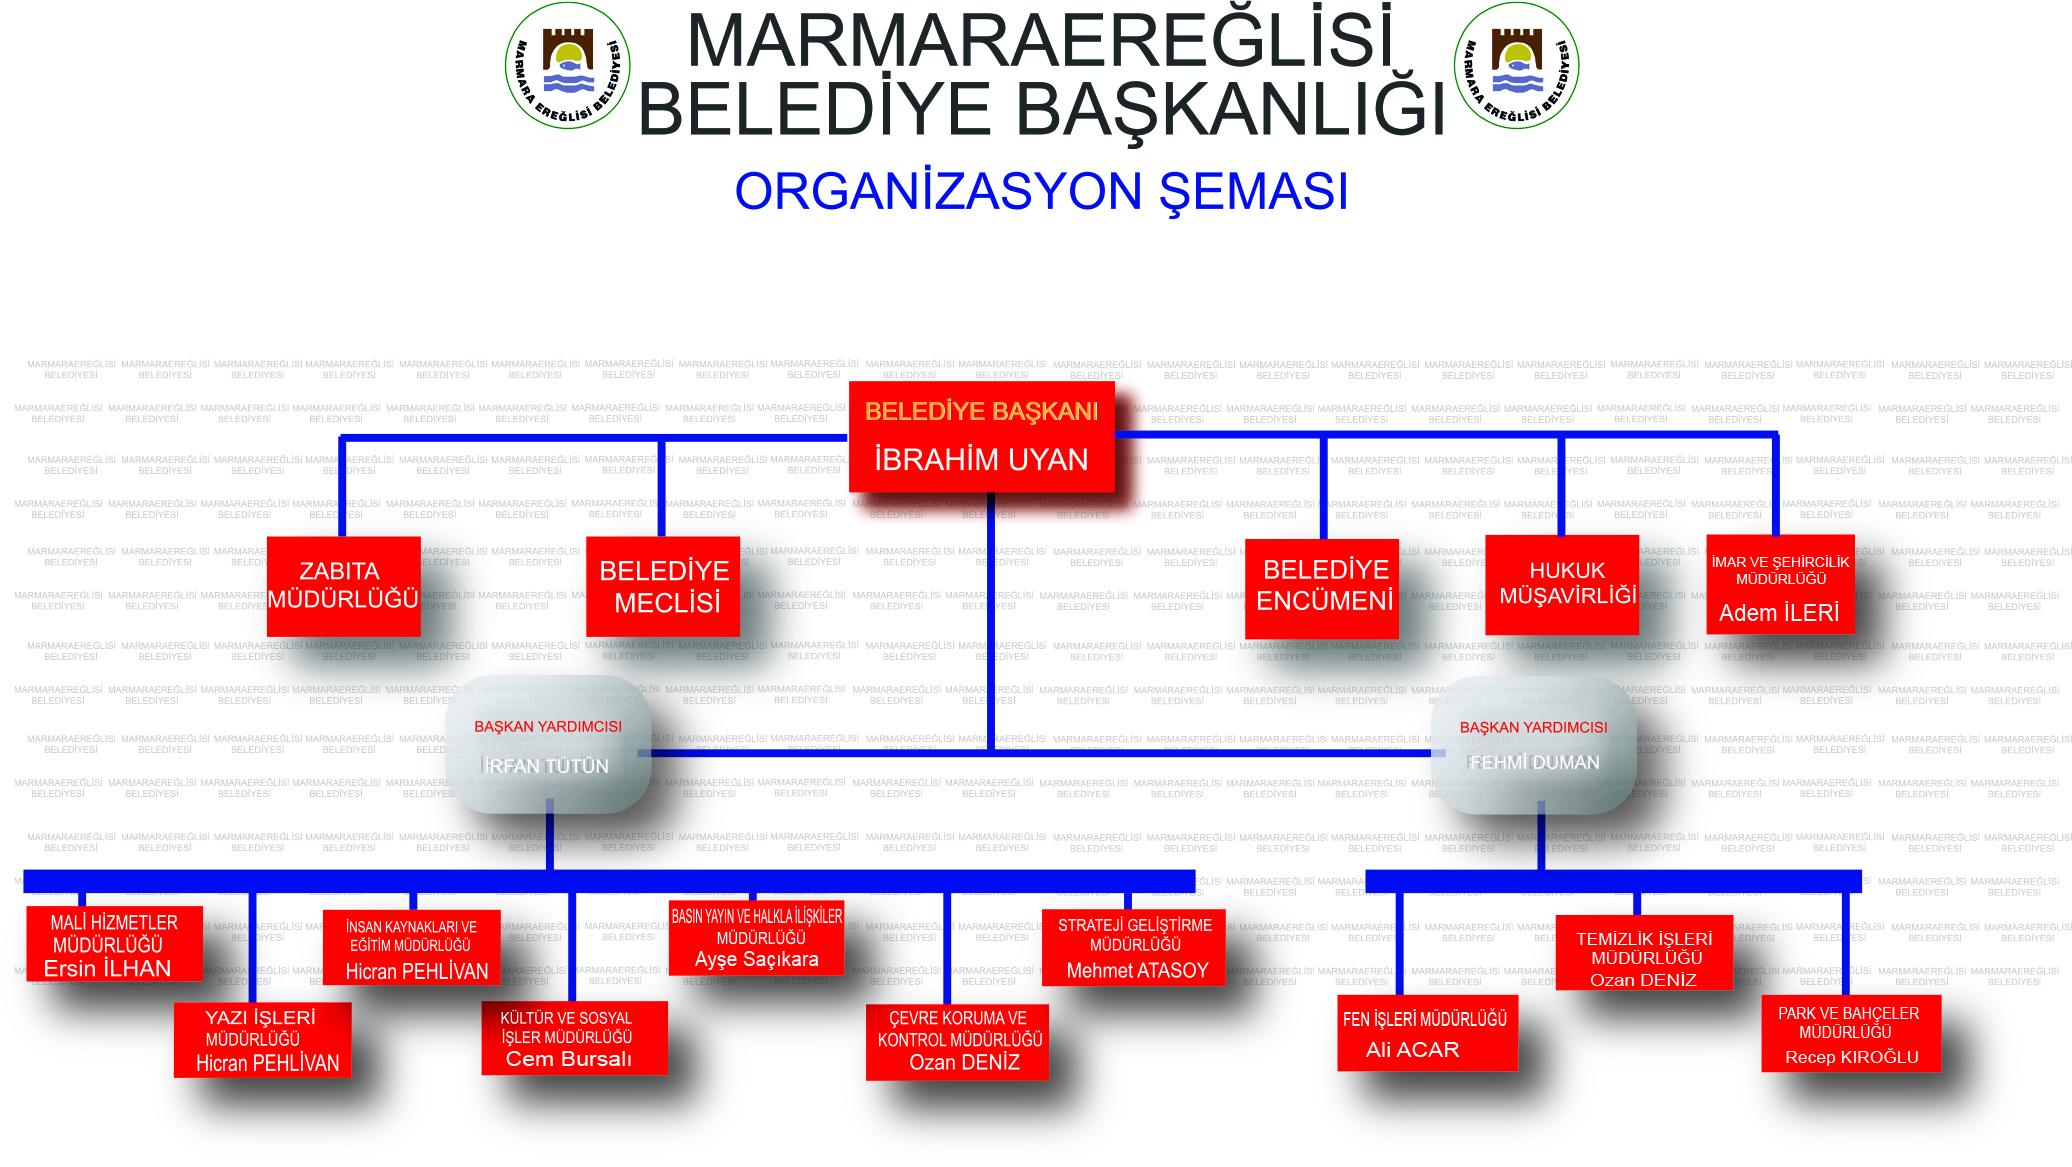 MARMARA EREĞLİSİ BELEDİYESİ
MARMARAEREĞLİSİ
BELEDİYE BAŞKANLIĞI
MARMARA EREĞLİSİ BELEDİYESİ
ORGANİZASYON ŞEMASI
MARMARAEREĞLİSİ
BELEDİYESİ
BELEDİYE BAŞKANI
İBRAHİM UYAN
ZABITA
MÜDÜRLÜĞÜ
BELEDİYE
MECLİSİ
BELEDİYE
ENCÜMENİ
HUKUK
MÜŞAVİRLİĞİ
İMAR VE ŞEHİRCİLİK
MÜDÜRLÜĞÜ
Adem İLERİ
BAŞKAN YARDIMCISI
İRFAN TÜTÜN
BAŞKAN YARDIMCISI
FEHMİ DUMAN
MALİ HİZMETLER
MÜDÜRLÜĞÜ
Ersin İLHAN
YAZI İŞLERİ
MÜDÜRLÜĞÜ
Hicran PEHLİVAN
İNSAN KAYNAKLARI VE
EĞİTİM MÜDÜRLÜĞÜ
Hicran PEHLİVAN
KÜLTÜR VE SOSYAL
İŞLER MÜDÜRLÜĞÜ
Cem Bursalı
BASIN YAYIN VE HALKLA İLİŞKİLER
MÜDÜRLÜĞÜ
Ayşe Saçıkara
ÇEVRE KORUMA VE
KONTROL MÜDÜRLÜĞÜ
Ozan DENİZ
STRATEJİ GELİŞTİRME
MÜDÜRLÜĞÜ
Mehmet ATASOY
FEN İŞLERİ MÜDÜRLÜĞÜ
Ali ACAR
TEMİZLİK İŞLERİ
MÜDÜRLÜĞÜ
Ozan DENİZ
PARK VE BAHÇELER
MÜDÜRLÜĞÜ
Recep KIROĞLU